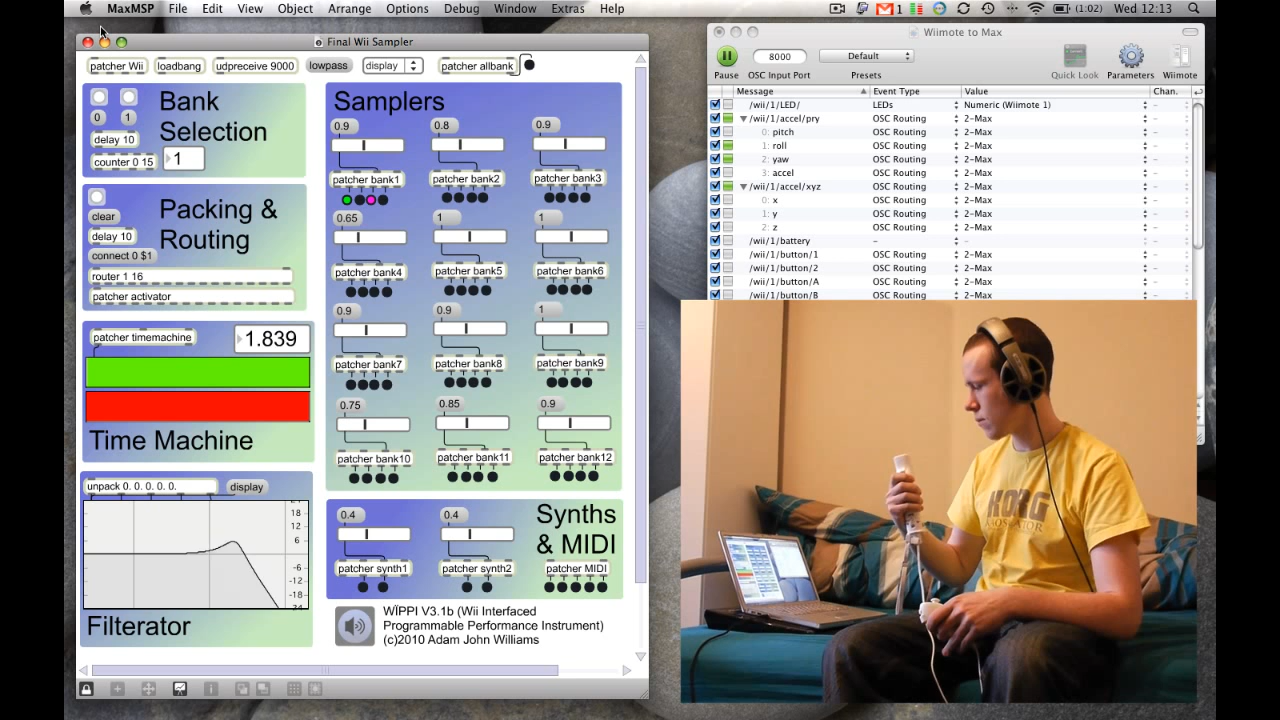 MaxMSP File Edit View Object Arrange Options Debug Window Extras Help
1 (1:02) Wed 12:13
Final Wii Sampler
patcher Wii loadbang udpreceive 9000 lowpass display patcher allbank
Bank
Selection
0 1
delay 10
counter 0 15 1
Packing &
Routing
clear
delay 10
connect 0 $1
router 1 16
patcher activator
patcher timemachine 1.839
Time Machine
unpack 0. 0. 0. 0. 0. display
18
12
6
-6
-12
-18
Filterator
Samplers
0.9 0.8 0.9
patcher bank1 patcher bank2 patcher bank3
0.65 1 1
patcher bank4 patcher bank5 patcher bank6
0.9 0.9 1
patcher bank7 patcher bank8 patcher bank9
0.75 0.85 0.9
patcher bank10 patcher bank11 patcher bank12
Synths
& MIDI
0.4 0.4
patcher synth1 patcher synth2 patcher MIDI
WÏPPI V3.1b (Wii Interfaced
Programmable Performance Instrument)
(c)2010 Adam John Williams
Wiimote to Max
8000 Default
Pause OSC Input Port Presets Quick Look Parameters Wiimote
Message Event Type Value Chan.
/wii/1/LED/ LEDs Numeric (Wiimote 1) –
/wii/1/accel/pry OSC Routing 2-Max –
0: pitch OSC Routing 2-Max –
1: roll OSC Routing 2-Max –
2: yaw OSC Routing 2-Max –
3: accel OSC Routing 2-Max –
/wii/1/accel/xyz OSC Routing 2-Max –
0: x OSC Routing 2-Max –
1: y OSC Routing 2-Max –
2: z OSC Routing 2-Max –
/wii/1/battery – – –
/wii/1/button/1 OSC Routing 2-Max –
/wii/1/button/2 OSC Routing 2-Max –
/wii/1/button/A OSC Routing 2-Max –
/wii/1/button/B OSC Routing 2-Max –
KORG